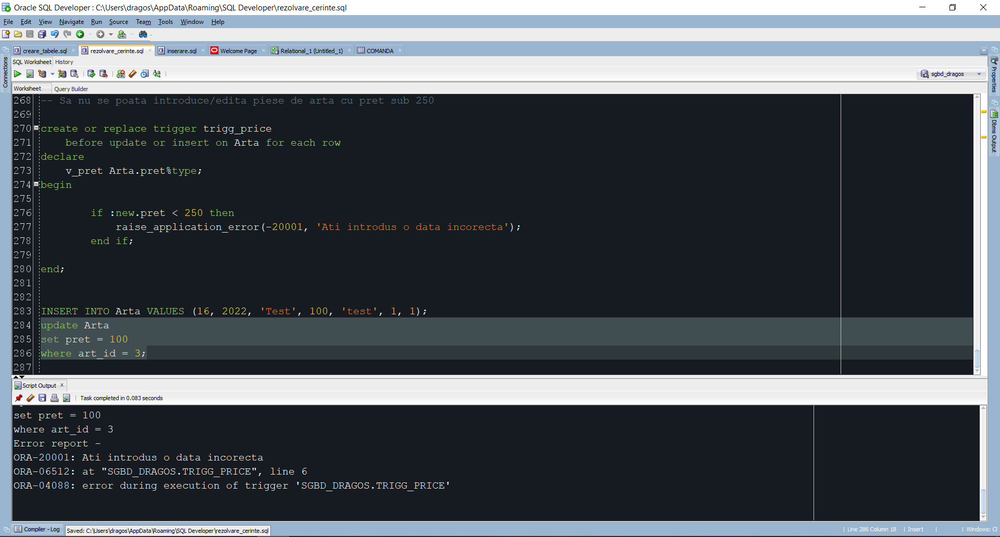 Oracle SQL Developer : C:\Users\dragos\AppData\Roaming\SQL Developer\rezolvare_cerinte.sql
File Edit View Navigate Run Source Team Tools Window Help
creare_tabele.sql rezolvare_cerinte.sql inserare.sql Welcome Page Relational_1 (Untitled_1) COMANDA
Connections
SQL Worksheet History
sgbd_dragos
Worksheet Query Builder
Properties
Dbms Output
268 -- Sa nu se poata introduce/edita piese de arta cu pret sub 250
269
270 create or replace trigger trigg_price
271 before update or insert on Arta for each row
272 declare
273 v_pret Arta.pret%type;
274 begin
275
276 if :new.pret < 250 then
277 raise_application_error(-20001, 'Ati introdus o data incorecta');
278 end if;
279
280 end;
281
282
283 INSERT INTO Arta VALUES (16, 2022, 'Test', 100, 'test', 1, 1);
284 update Arta
285 set pret = 100
286 where art_id = 3;
287
Script Output x
Task completed in 0.083 seconds
set pret = 100
where art_id = 3
Error report -
ORA-20001: Ati introdus o data incorecta
ORA-06512: at "SGBD_DRAGOS.TRIGG_PRICE", line 6
ORA-04088: error during execution of trigger 'SGBD_DRAGOS.TRIGG_PRICE'
Compiler - Log
Saved: C:\Users\dragos\AppData\Roaming\SQL Developer\rezolvare_cerinte.sql
Line 286 Column 18 Insert Windows: CF